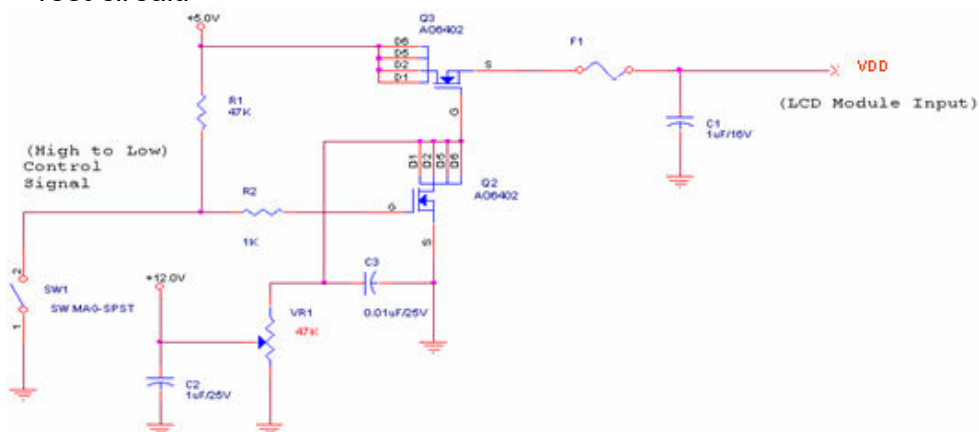 +5.0V
Q3
AO6402
D6
D5
D2
D1
S
G
F1
VDD
(LCD Module Input)
C1
1uF/16V
R1
47K
(High to Low)
Control
Signal
D1
D2
D5
D6
Q2
AO6402
R2
G
1K
S
2
SW1
SW MAG-SPST
1
+12.0V
C3
0.01uF/25V
VR1
47K
C2
1uF/25V